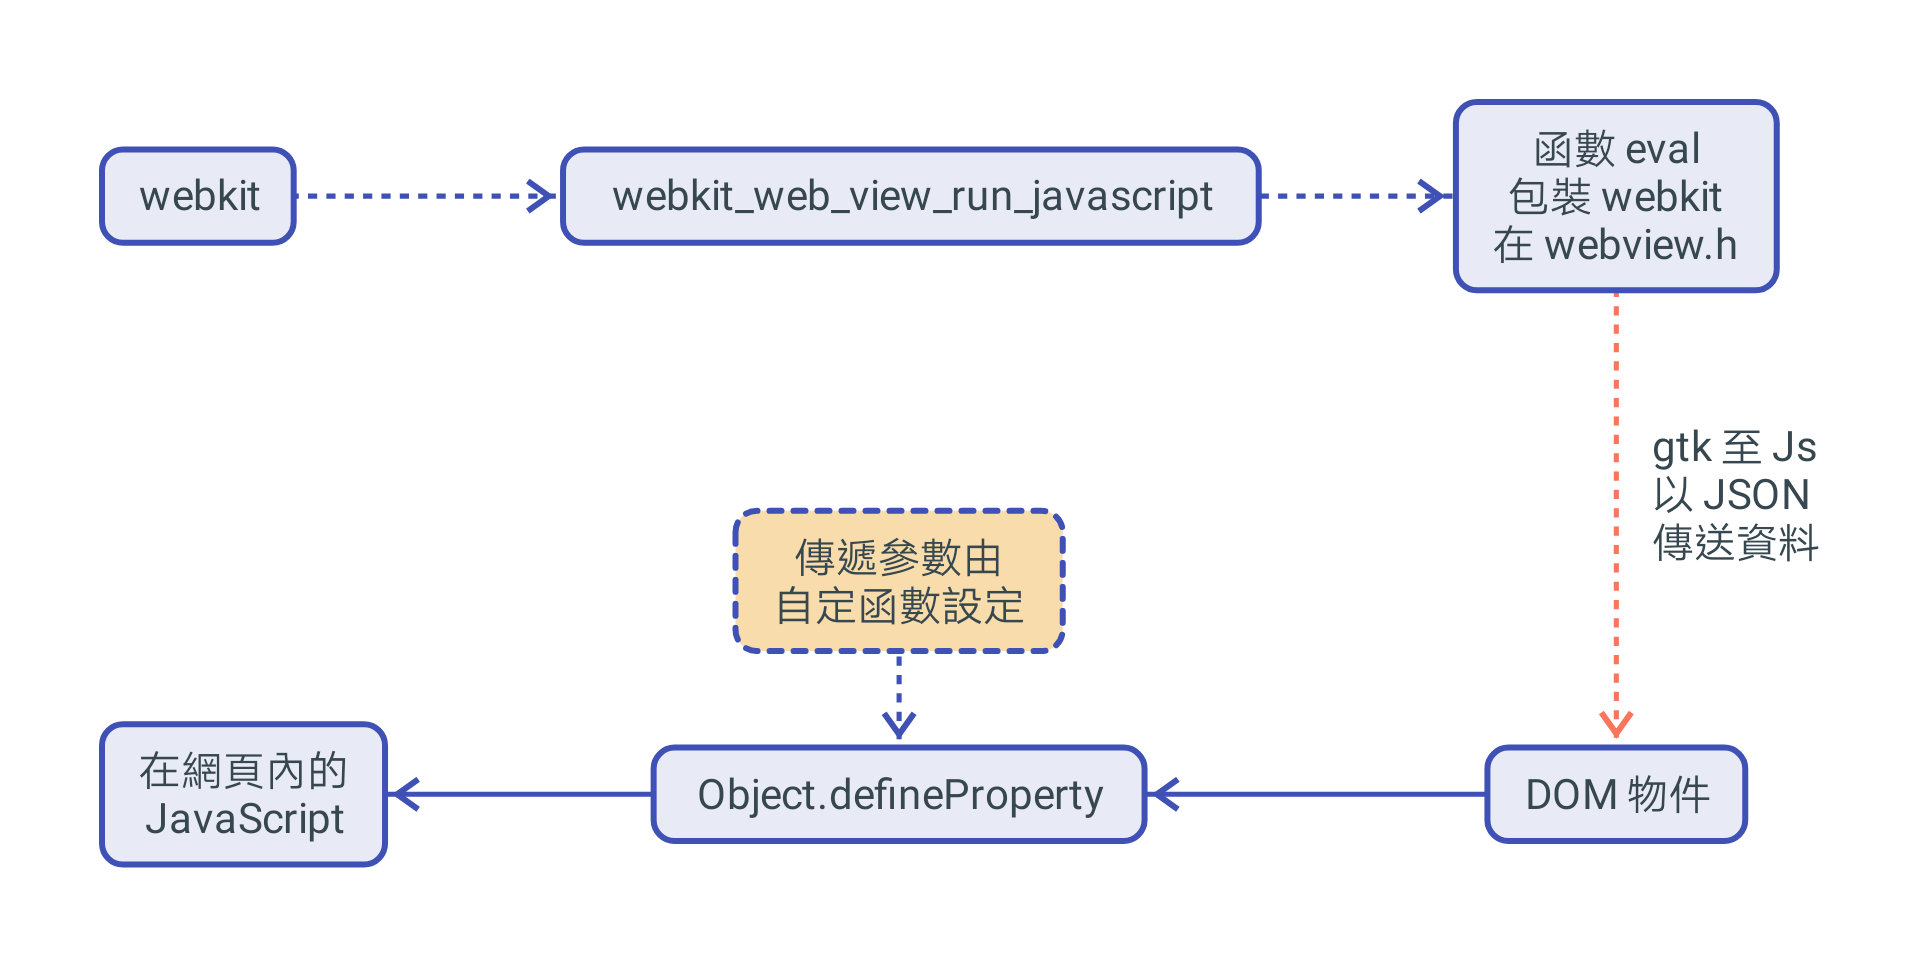 webkit
webkit_web_view_run_javascript
函數 eval
包裝 webkit
在 webview.h
gtk 至 Js
以 JSON
傳送資料
傳遞參數由
自定函數設定
在網頁內的
JavaScript
Object.defineProperty
DOM 物件